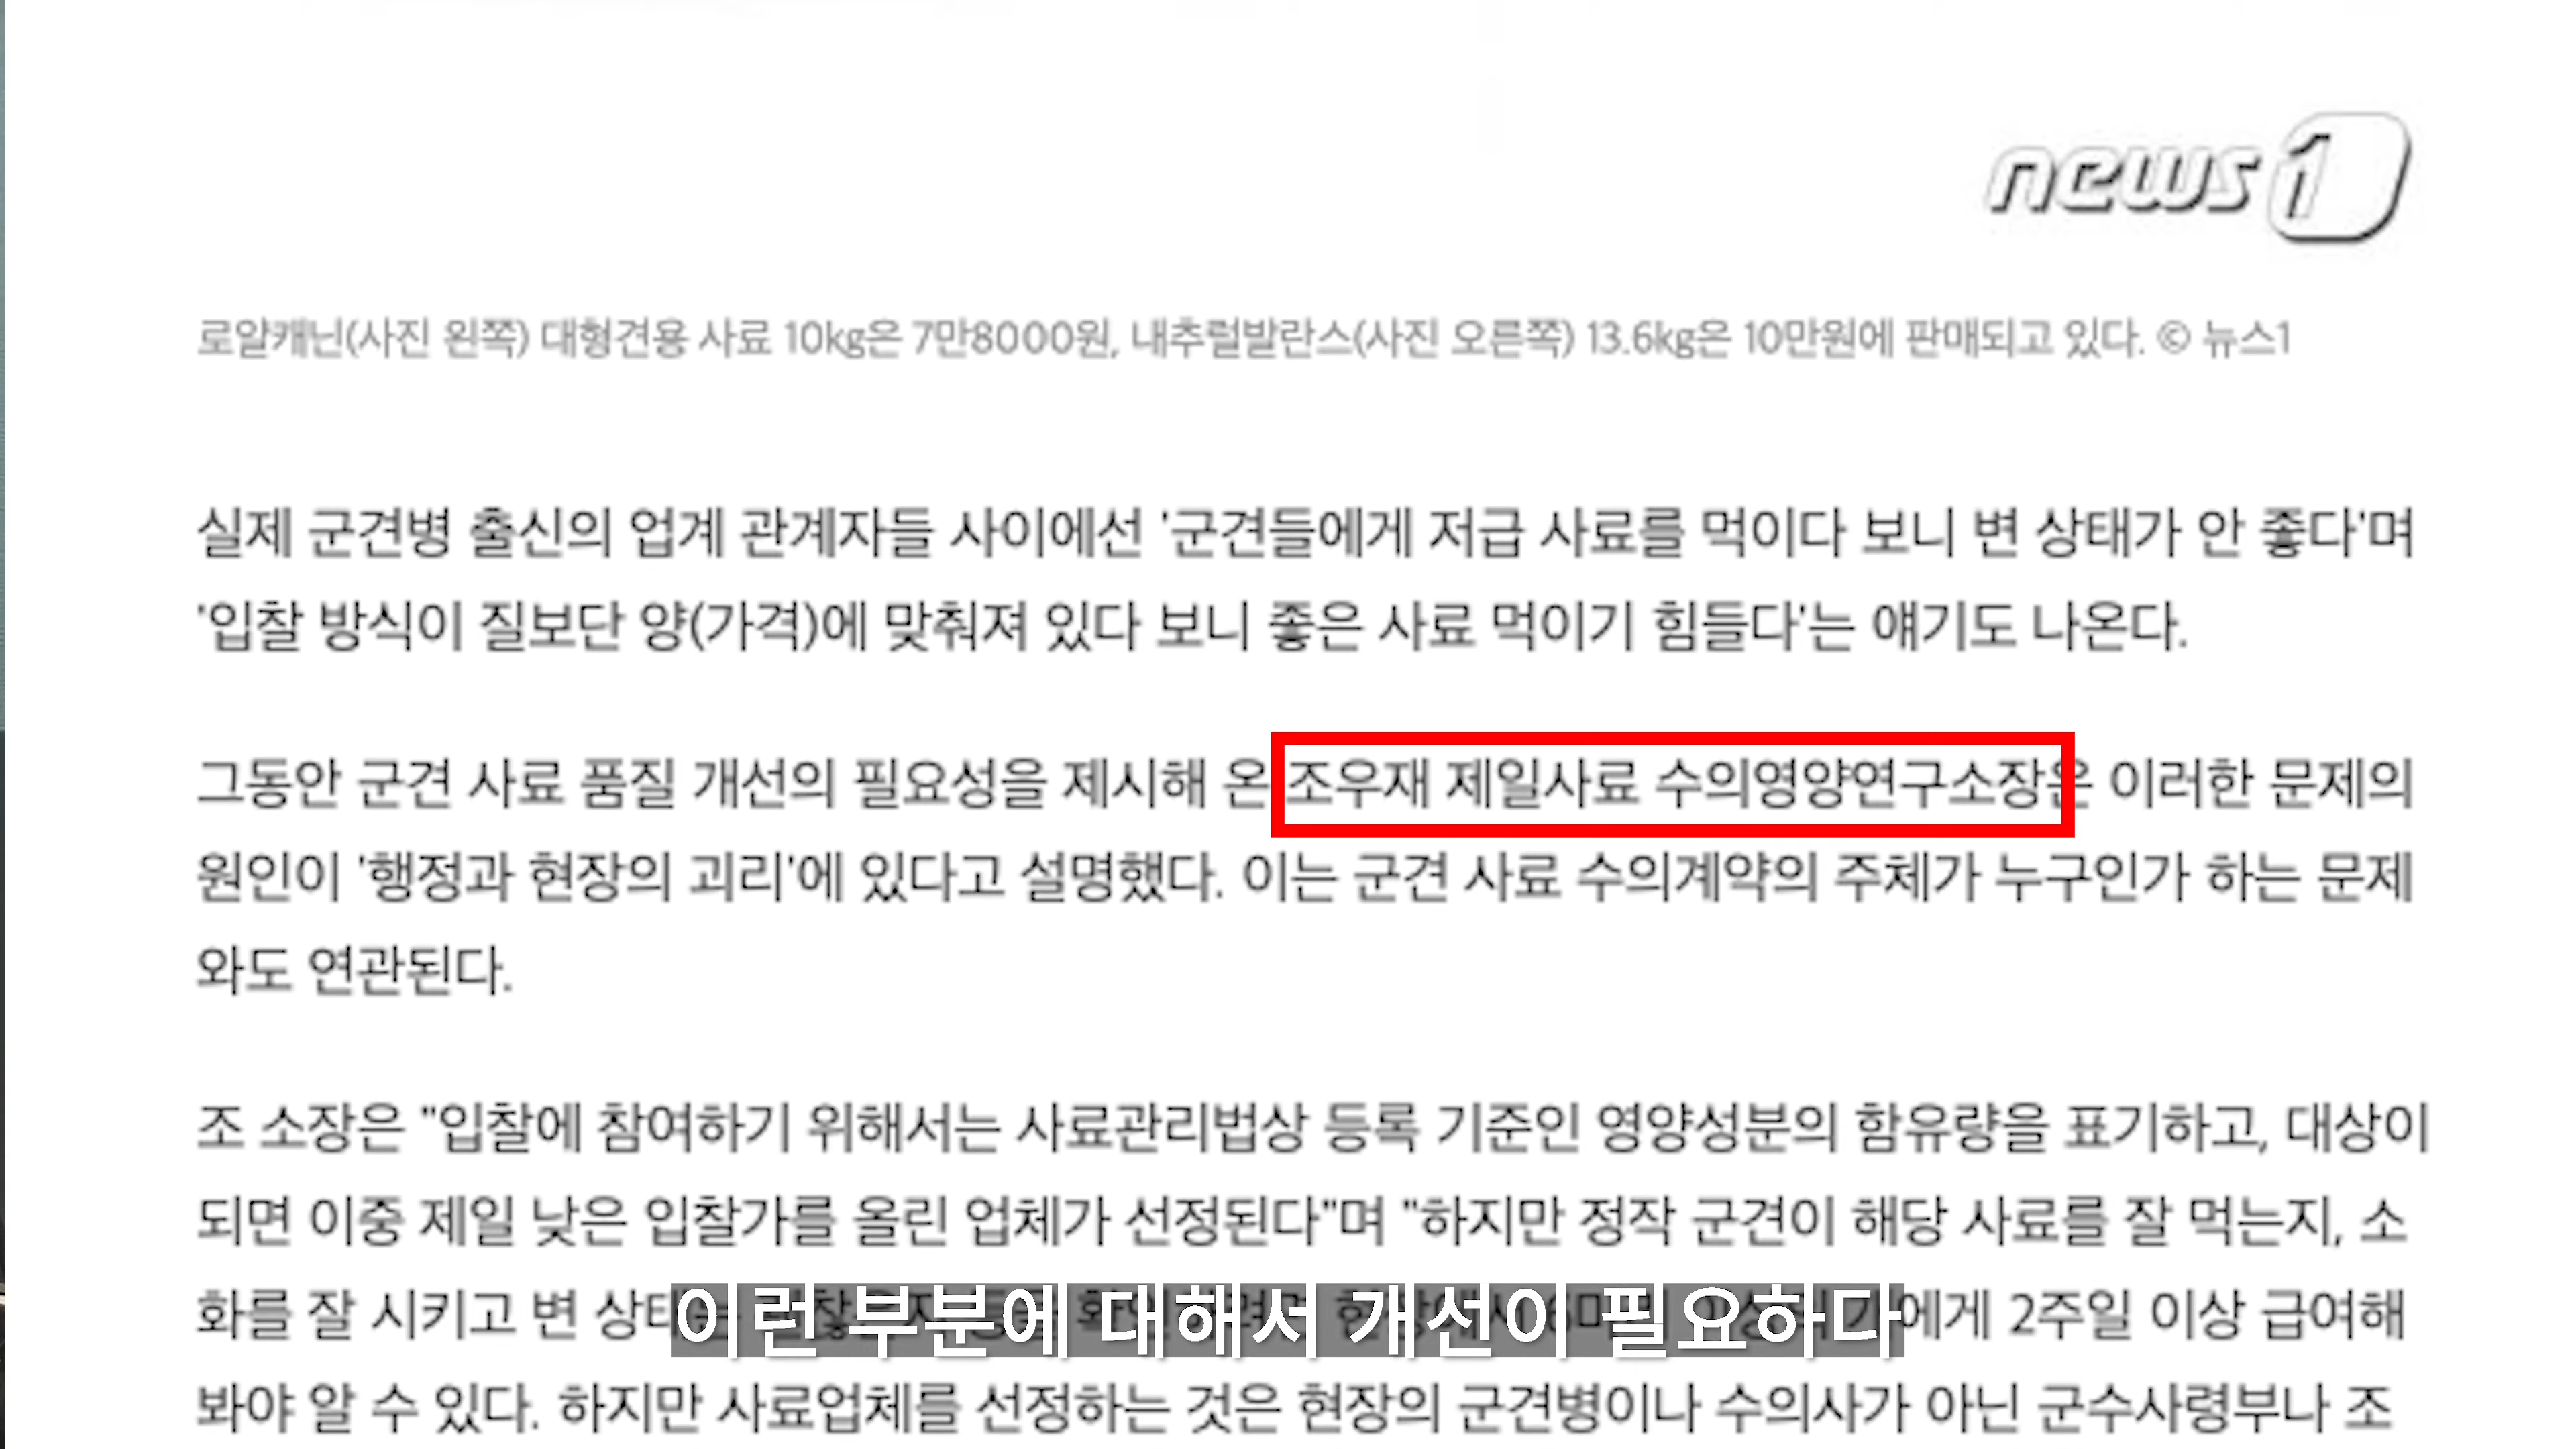 news1
로얄캐닌(사진 왼쪽) 대형견용 사료 10kg은 7만8000원, 내추럴발란스(사진 오른쪽) 13.6kg은 10만원에 판매되고 있다. © 뉴스1
실제 군견병 출신의 업계 관계자들 사이에선 '군견들에게 저급 사료를 먹이다 보니 변 상태가 안 좋다'며
'입찰 방식이 질보단 양(가격)에 맞춰져 있다 보니 좋은 사료 먹이기 힘들다'는 얘기도 나온다.
그동안 군견 사료 품질 개선의 필요성을 제시해 온 조우재 제일사료 수의영양연구소장은 이러한 문제의
원인이 '행정과 현장의 괴리'에 있다고 설명했다. 이는 군견 사료 수의계약의 주체가 누구인가 하는 문제
와도 연관된다.
조 소장은 "입찰에 참여하기 위해서는 사료관리법상 등록 기준인 영양성분의 함유량을 표기하고, 대상이
되면 이중 제일 낮은 입찰가를 올린 업체가 선정된다"며 "하지만 정작 군견이 해당 사료를 잘 먹는지, 소
화를 잘 시키고 변 에게 2주일 이상 급여해
이런 부분에 대해서 개선이 필요하다
봐야 알 수 있다. 하지만 사료업체를 선정하는 것은 현장의 군견병이나 수의사가 아닌 군수사령부나 조